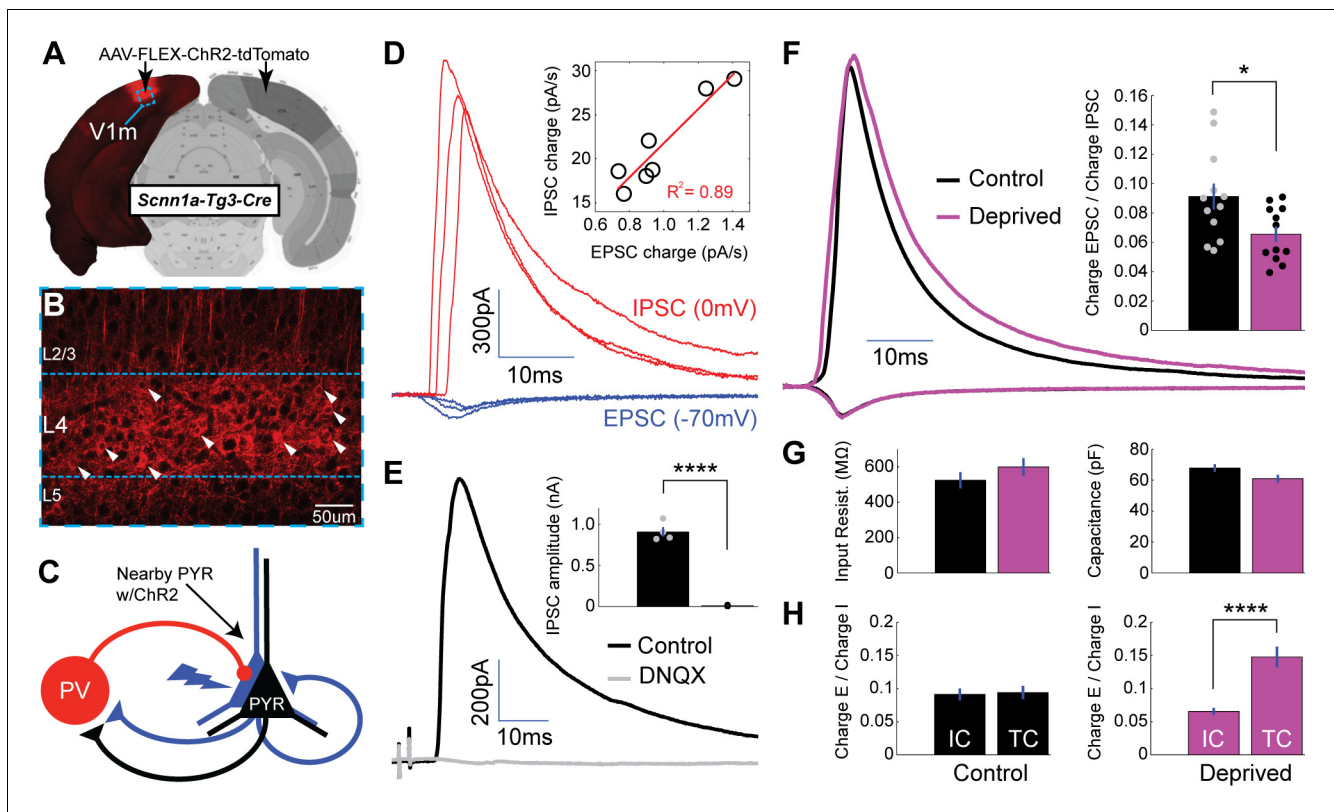 A
AAV-FLEX-ChR2-tdTomato
V1m
Scnn1a-Tg3-Cre
B
L2/3
L4
L5
50um
C
Nearby PYR
w/ChR2
PV
PYR
D
IPSC charge (pA/s)
30
25
20
15
R²= 0.89
0.6 0.8 1.0 1.2 1.4
EPSC charge (pA/s)
300pA
10ms
IPSC (0mV)
EPSC (-70mV)
E
IPSC amplitude (nA)
1.0
0.5
0
****
Control
DNQX
200pA
10ms
F
Control
Deprived
10ms
Charge EPSC / Charge IPSC
*
0.16
0.14
0.12
0.10
0.08
0.06
0.04
0.02
0
G
Input Resist. (MΩ)
600
400
200
0
Capacitance (pF)
80
60
40
20
0
H
Charge E / Charge I
0.2
0.15
0.1
0.05
0
IC TC
Control
Charge E / Charge I
0.2
0.15
0.1
0.05
0
****
IC TC
Deprived